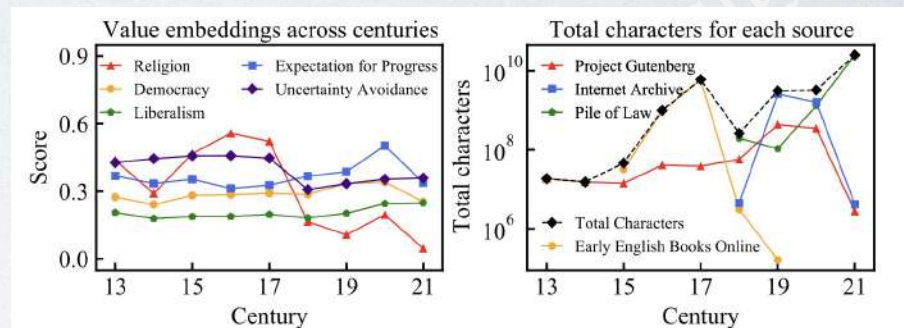 Value embeddings across centuries
0.9
0.6
0.3
0.0
Score
Religion
Democracy
Liberalism
Expectation for Progress
Uncertainty Avoidance
13 15 17 19 21
Century
Total characters for each source
10^10
10^8
10^6
Total characters
Project Gutenberg
Internet Archive
Pile of Law
Total Characters
Early English Books Online
13 15 17 19 21
Century